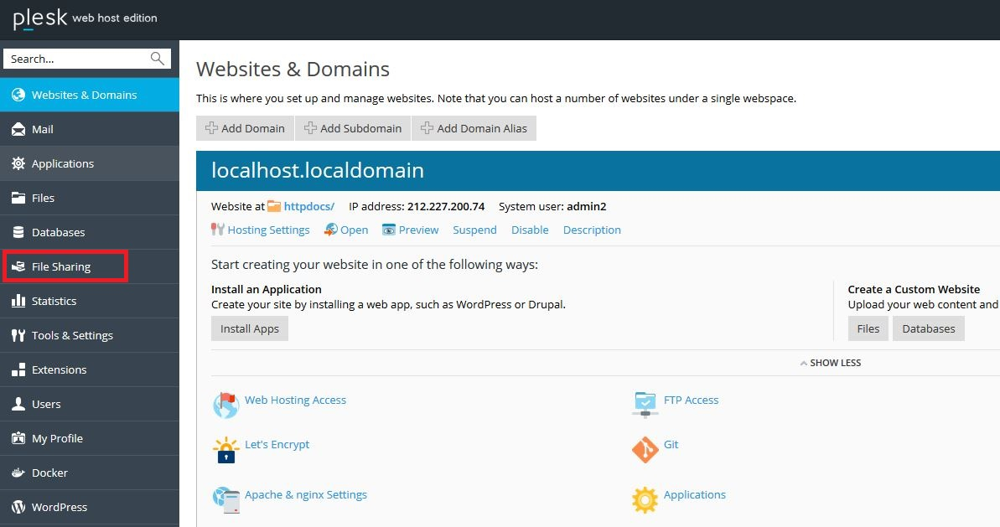 plesk web host edition
Search...
Websites & Domains
Mail
Applications
Files
Databases
File Sharing
Statistics
Tools & Settings
Extensions
Users
My Profile
Docker
WordPress
Websites & Domains
This is where you set up and manage websites. Note that you can host a number of websites under a single webspace.
Add Domain Add Subdomain Add Domain Alias
localhost.localdomain
Website at httpdocs/ IP address: 212.227.200.74 System user: admin2
Hosting Settings Open Preview Suspend Disable Description
Start creating your website in one of the following ways:
Install an Application
Create your site by installing a web app, such as WordPress or Drupal.
Install Apps
Create a Custom Website
Upload your web content and
Files Databases
SHOW LESS
Web Hosting Access FTP Access
Let's Encrypt Git
Apache & nginx Settings Applications